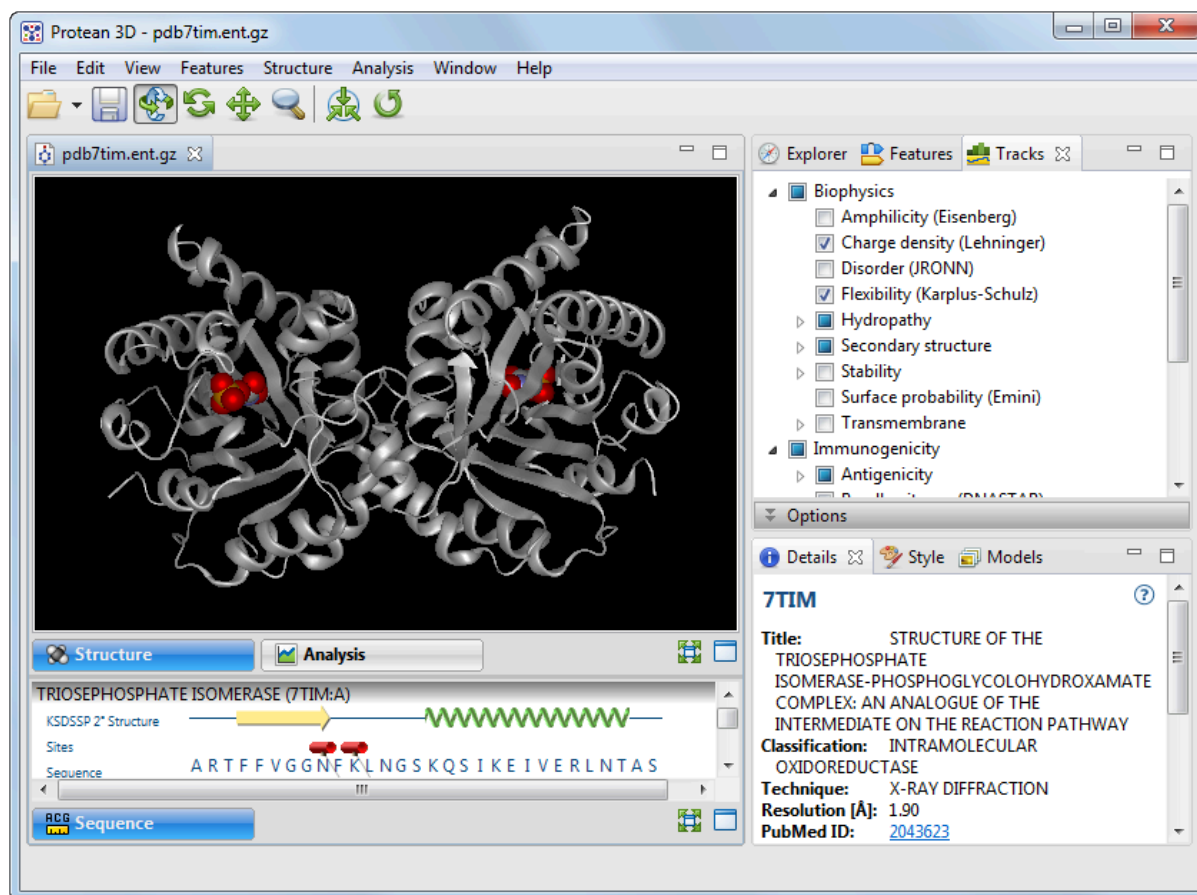 Protean 3D - pdb7tim.ent.gz
File Edit View Features Structure Analysis Window Help
pdb7tim.ent.gz
Explorer Features Tracks
Biophysics
Amphilicity (Eisenberg)
Charge density (Lehninger)
Disorder (JRONN)
Flexibility (Karplus-Schulz)
Hydropathy
Secondary structure
Stability
Surface probability (Emini)
Transmembrane
Immunogenicity
Antigenicity
Options
Details Style Models
7TIM
Title: STRUCTURE OF THE
TRIOSEPHOSPHATE
ISOMERASE-PHOSPHOGLYCOLOHYDROXAMATE
COMPLEX: AN ANALOGUE OF THE
INTERMEDIATE ON THE REACTION PATHWAY
Classification: INTRAMOLECULAR
OXIDOREDUCTASE
Technique: X-RAY DIFFRACTION
Resolution [Å]: 1.90
PubMed ID: 2043623
Structure Analysis
TRIOSEPHOSPHATE ISOMERASE (7TIM:A)
KSDSSP 2° Structure
Sites
Sequence A R T F F V G G N F K L N G S K Q S I K E I V E R L N T A S
ACG Sequence